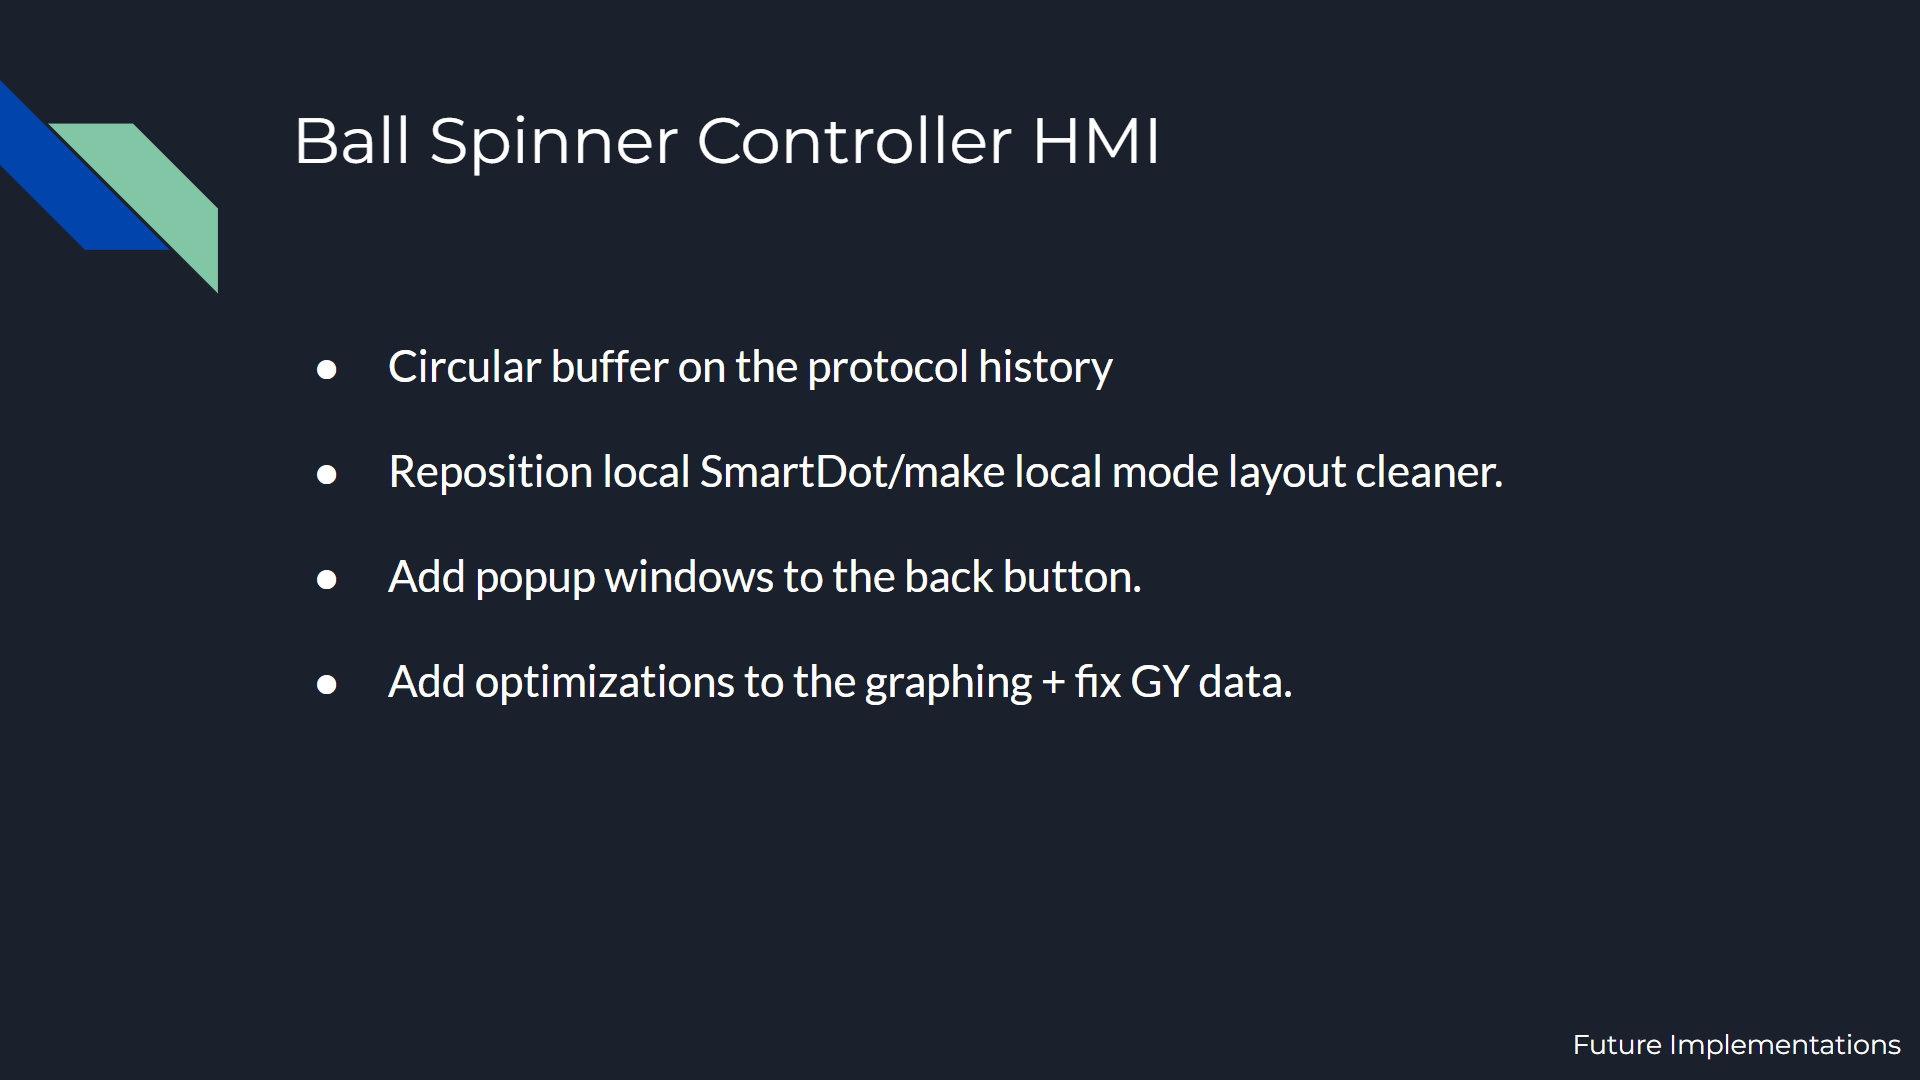 Ball Spinner Controller HMI
● Circular buffer on the protocol history
● Reposition local SmartDot/make local mode layout cleaner.
● Add popup windows to the back button.
● Add optimizations to the graphing + fix GY data.
Future Implementations